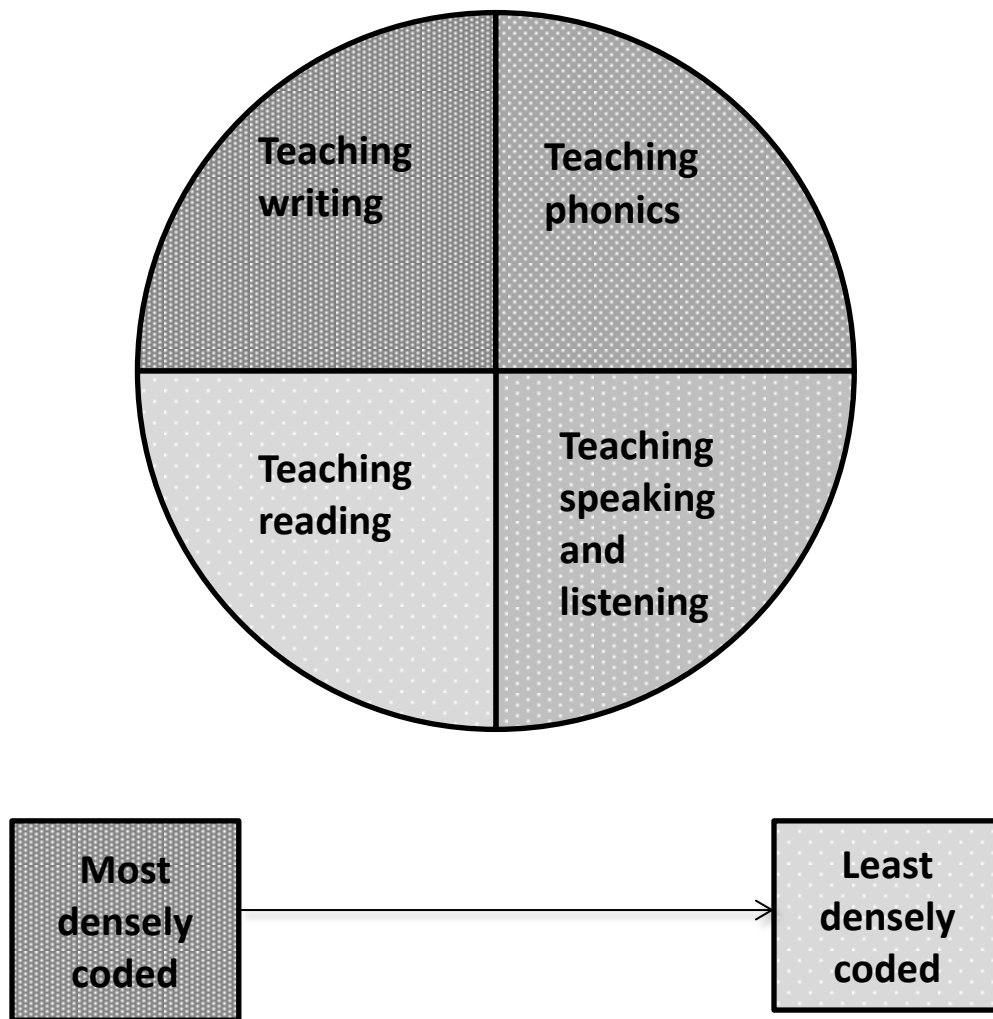 Teaching
writing
Teaching
phonics
Teaching
reading
Teaching
speaking
and
listening
Most
densely
coded
Least
densely
coded